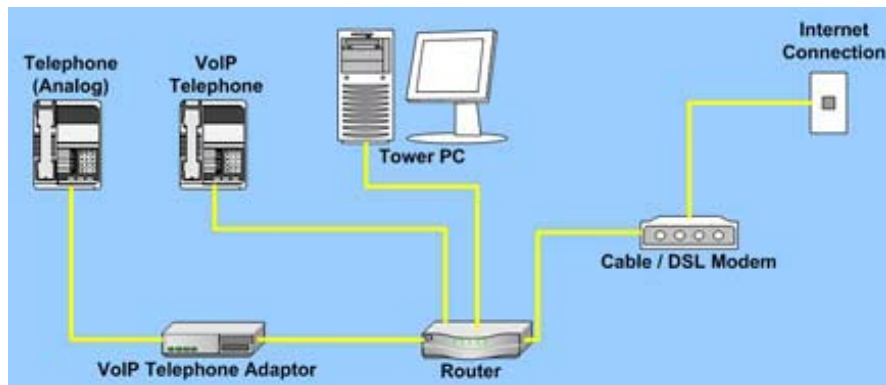 Telephone
(Analog)
VoIP
Telephone
Internet
Connection
Tower PC
Cable / DSL Modem
VoIP Telephone Adaptor
Router